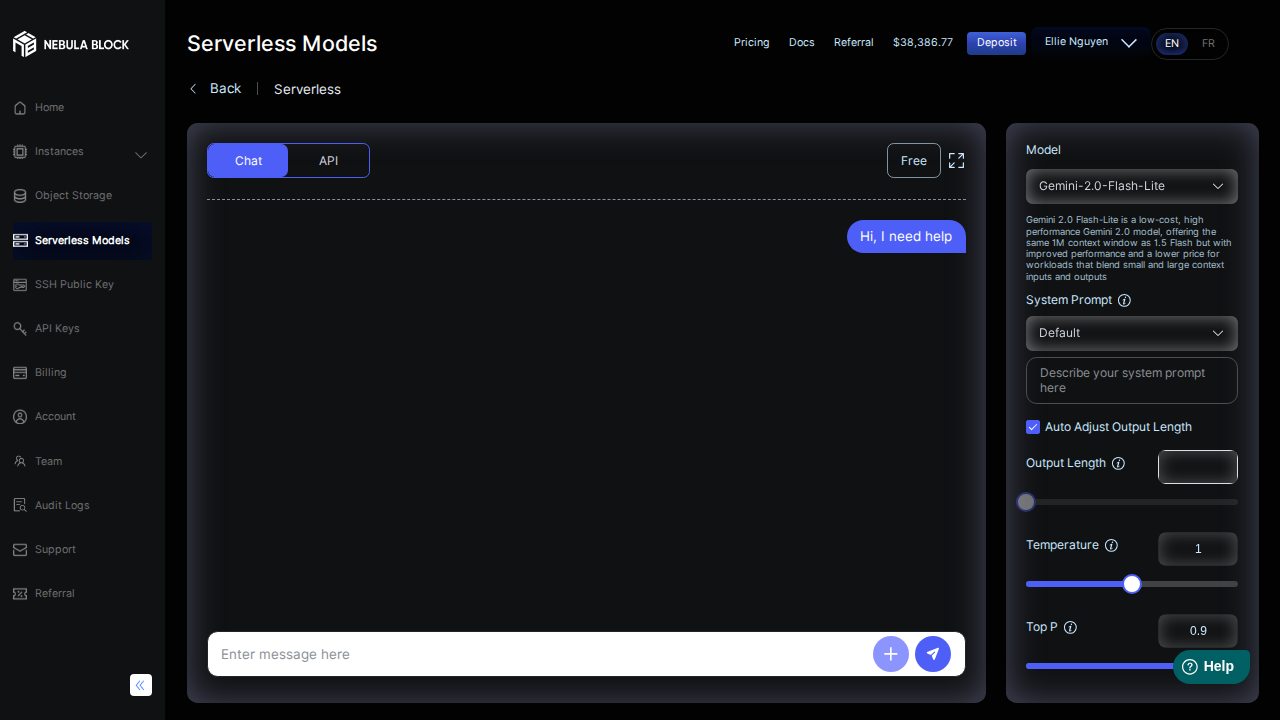 NEBULA BLOCK
Home
Instances
Object Storage
Serverless Models
SSH Public Key
API Keys
Billing
Account
Team
Audit Logs
Support
Referral
Serverless Models
Pricing
Docs
Referral
$38,386.77
Deposit
Ellie Nguyen
EN
FR
Back
Serverless
Chat
API
Free
Hi, I need help
Enter message here
Model
Gemini-2.0-Flash-Lite
Gemini 2.0 Flash-Lite is a low-cost, high
performance Gemini 2.0 model, offering the
same 1M context window as 1.5 Flash but with
improved performance and a lower price for
workloads that blend small and large context
inputs and outputs
System Prompt
Default
Describe your system prompt
here
Auto Adjust Output Length
Output Length
Temperature
1
Top P
0.9
Help